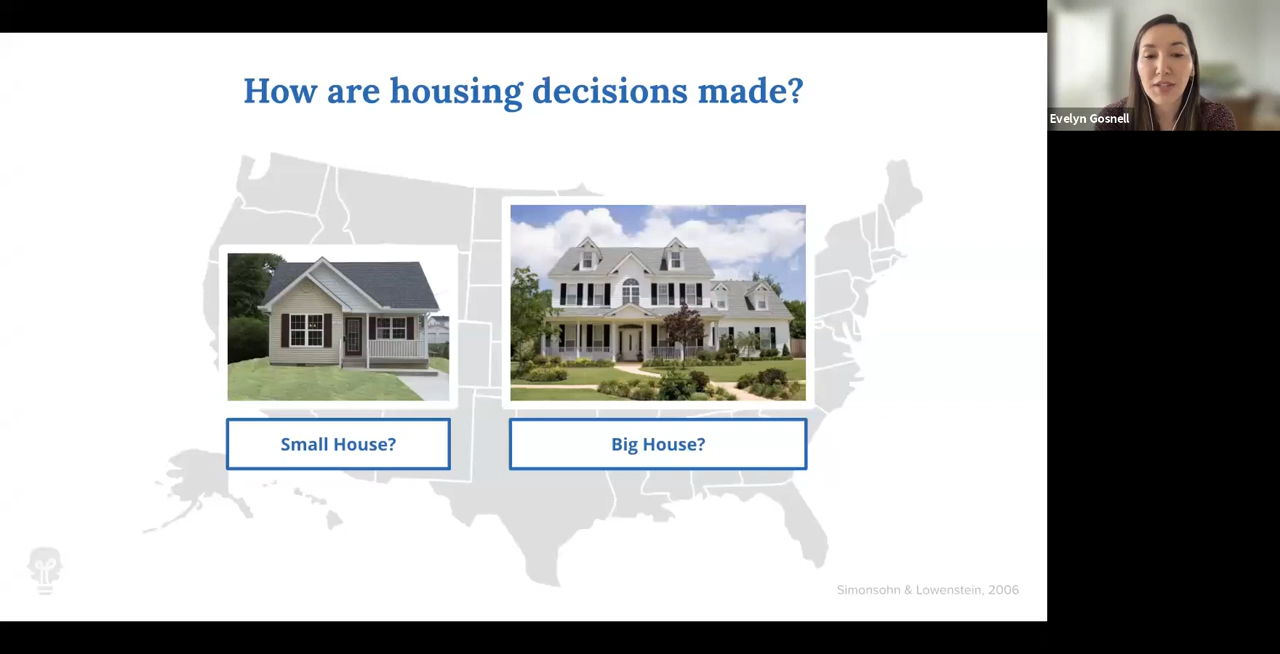 How are housing decisions made?
Evelyn Gosnell
Small House?
Big House?
Simonsohn & Lowenstein, 2006